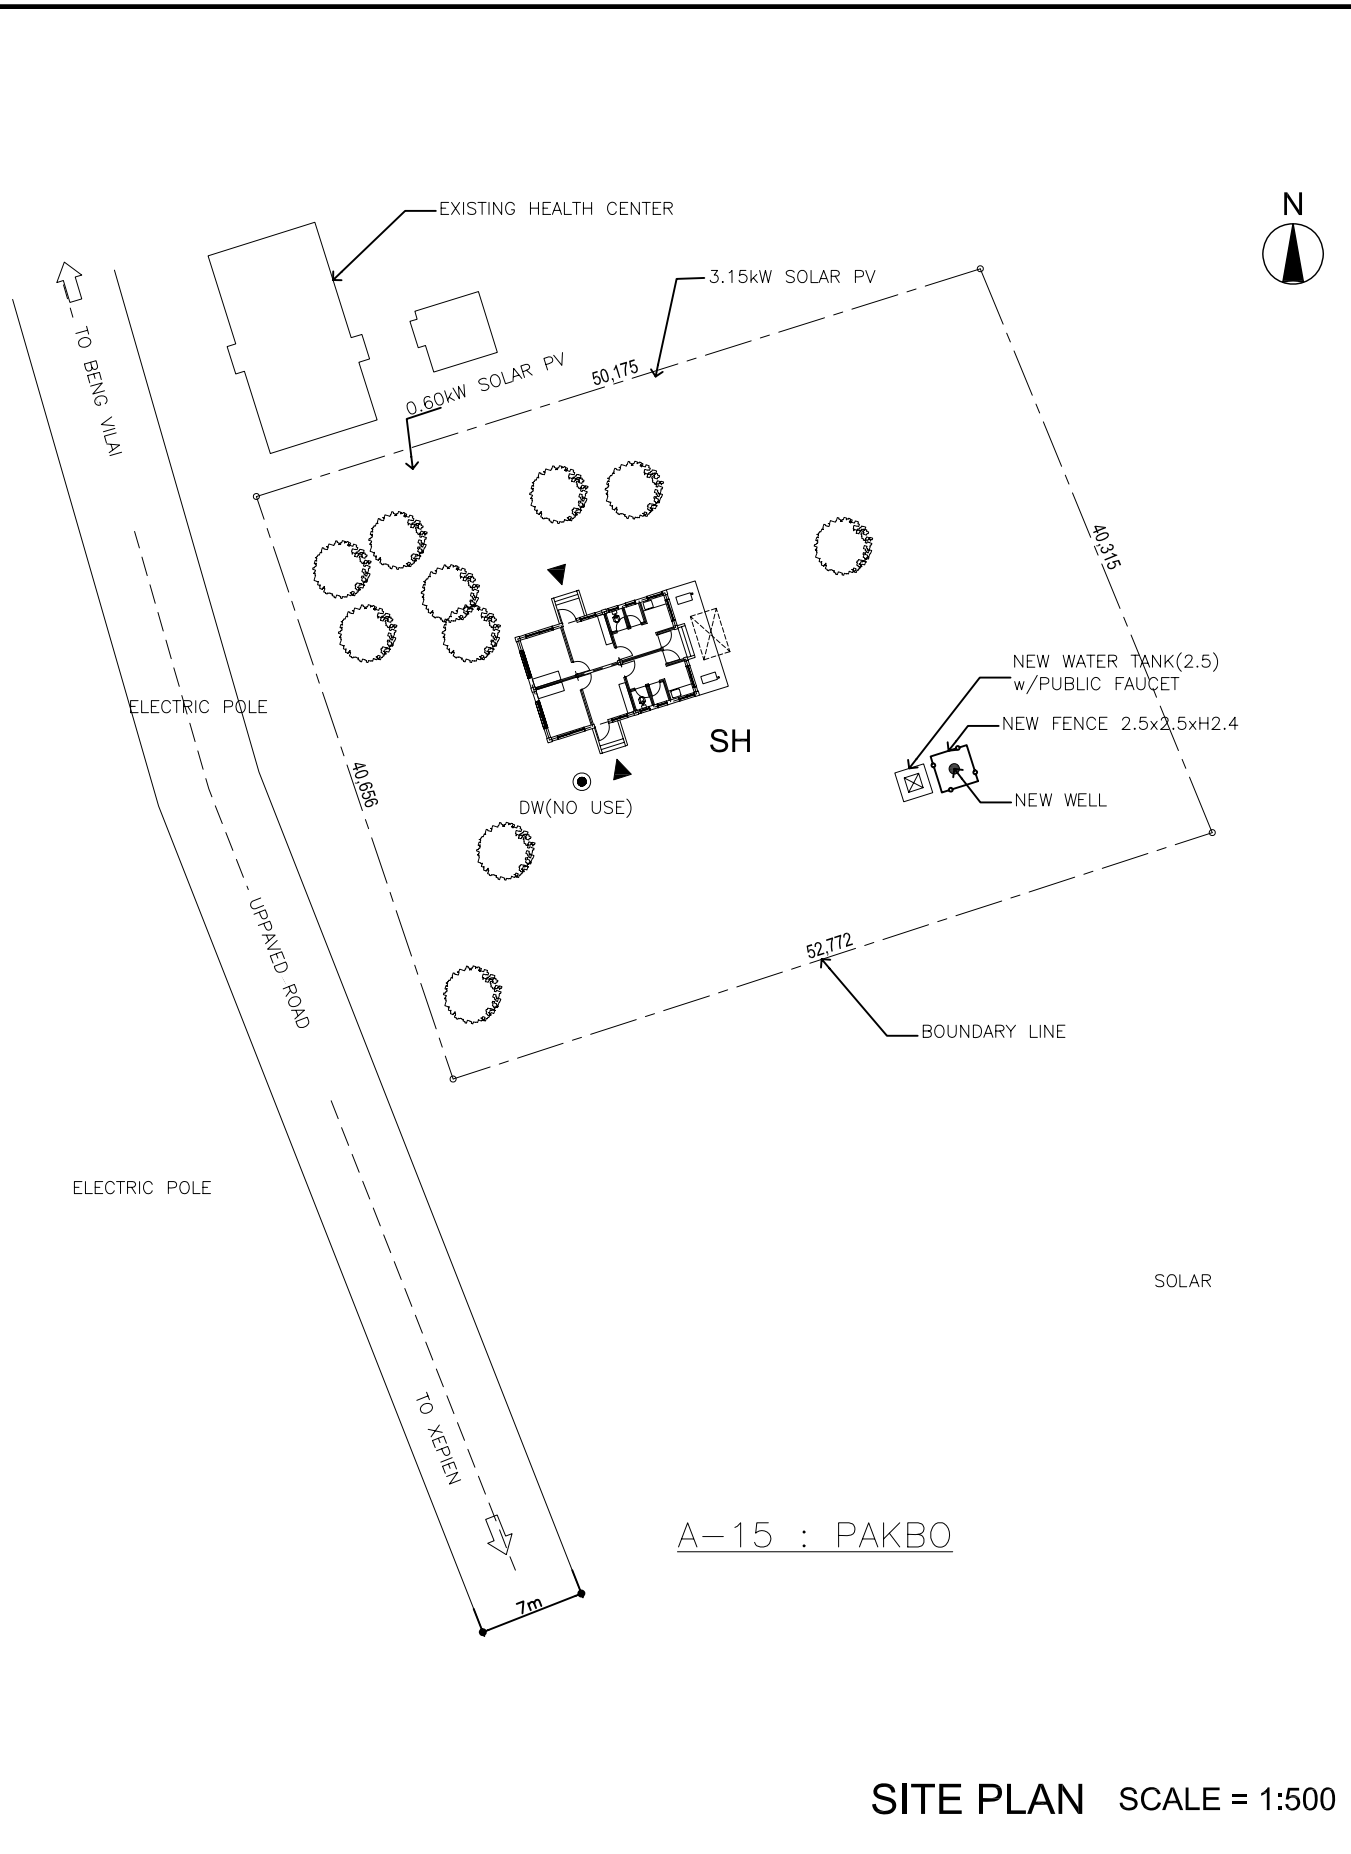 N
EXISTING HEALTH CENTER
3.15kW SOLAR PV
TO BENG VILAI
0.60kW SOLAR PV
50,175
40,315
NEW WATER TANK(2.5)
w/PUBLIC FAUCET
ELECTRIC POLE
NEW FENCE 2.5x2.5xH2.4
SH
40,656
DW(NO USE)
NEW WELL
UPPAVED ROAD
52,772
BOUNDARY LINE
ELECTRIC POLE
SOLAR
TO XEPIEN
A-15 : PAKBO
7m
SITE PLAN SCALE = 1:500